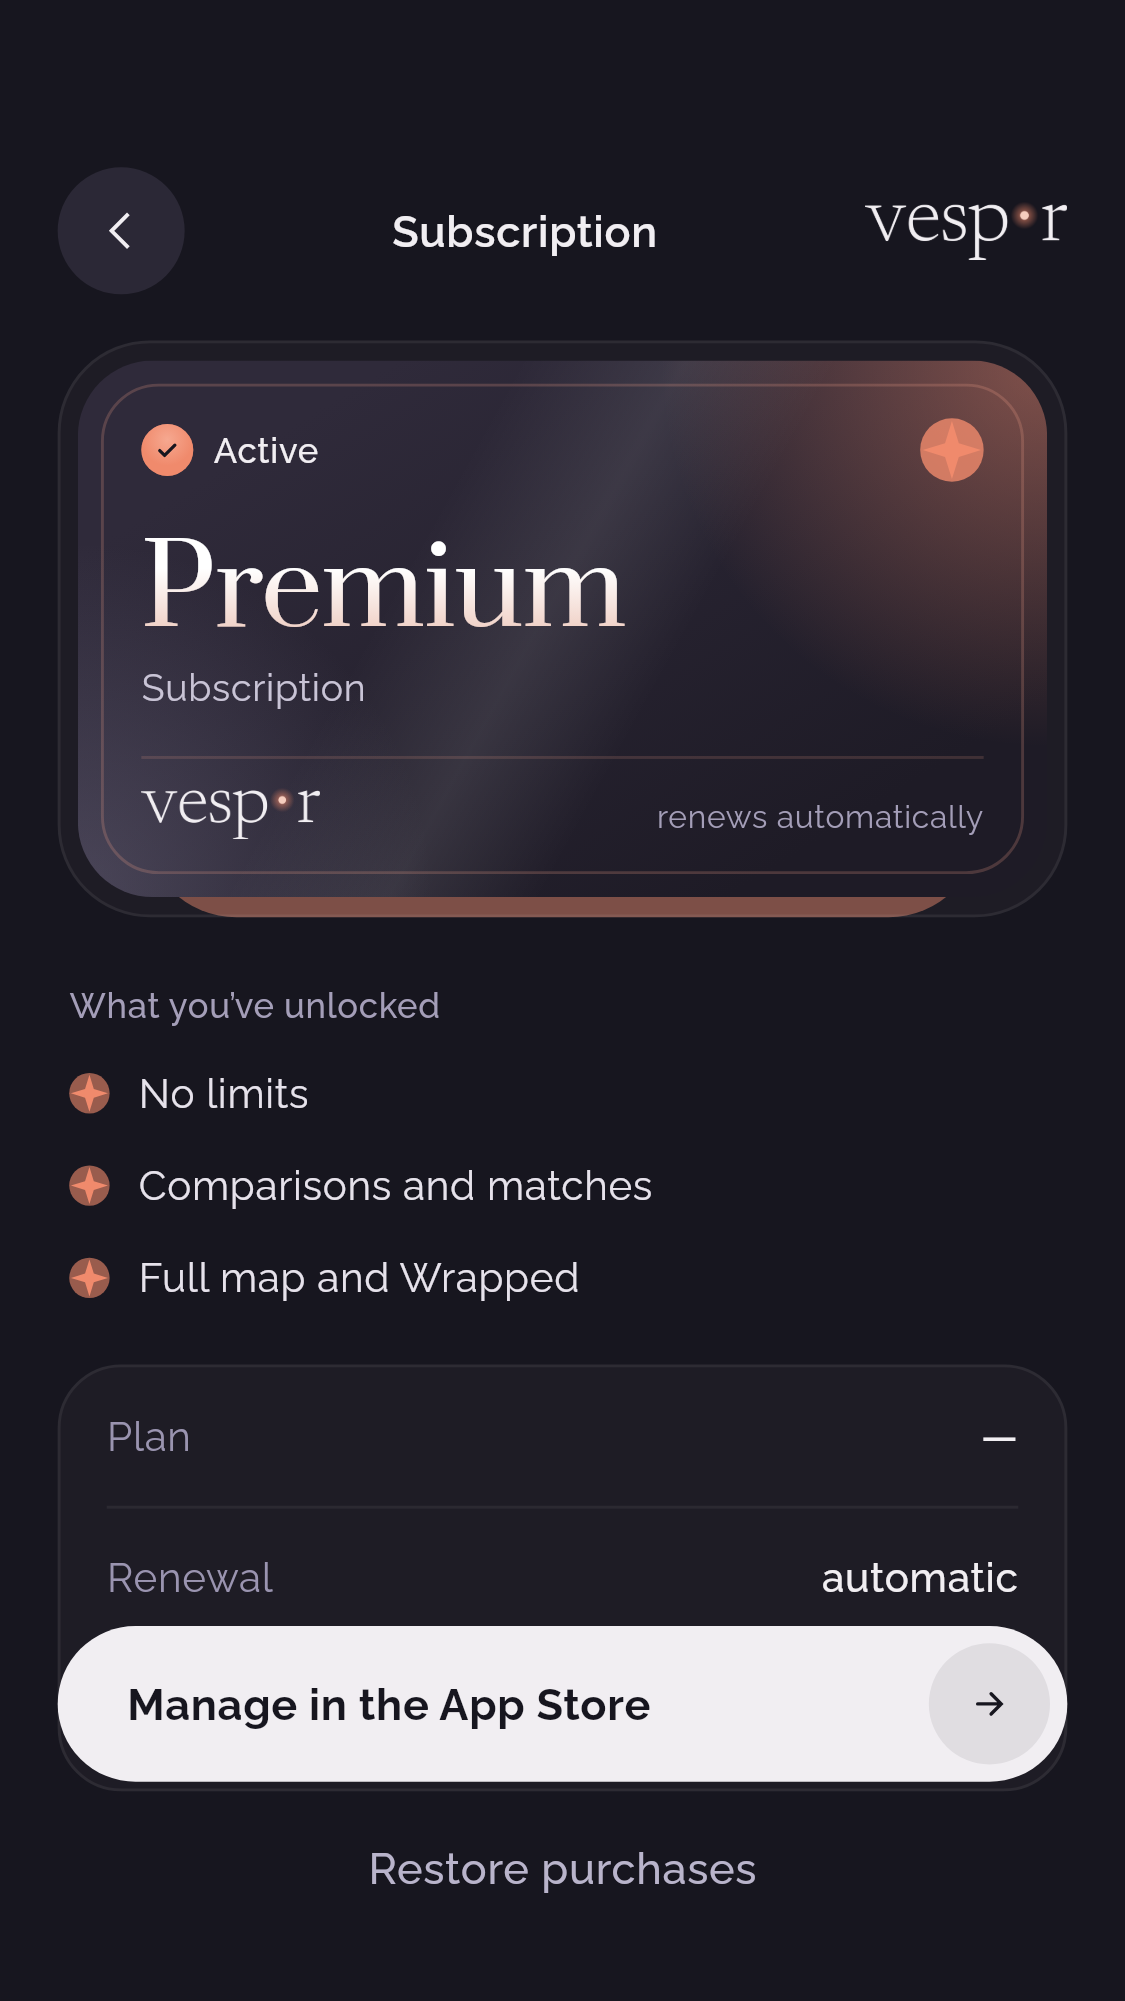 Subscription
vesp•r
Active
Premium
Subscription
vesp•r
renews automatically
What you’ve unlocked
No limits
Comparisons and matches
Full map and Wrapped
Plan —
Renewal automatic
Manage in the App Store
Restore purchases